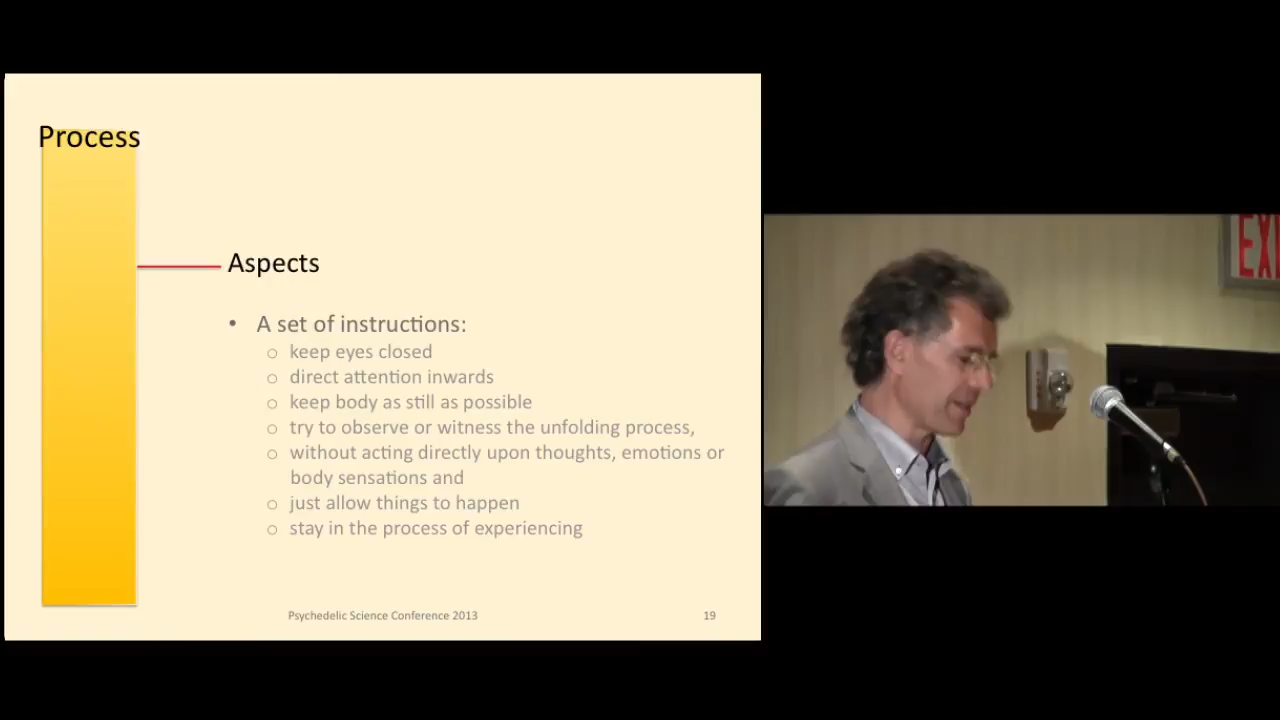 Process
Aspects
• A set of instructions:
○ keep eyes closed
○ direct attention inwards
○ keep body as still as possible
○ try to observe or witness the unfolding process,
○ without acting directly upon thoughts, emotions or
body sensations and
○ just allow things to happen
○ stay in the process of experiencing
Psychedelic Science Conference 2013
19